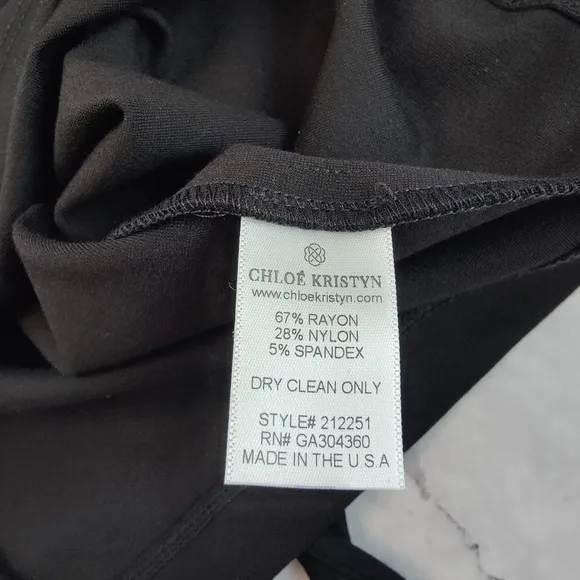 CHLOÉ KRISTYN
www.chloekristyn.com
67% RAYON
28% NYLON
5% SPANDEX
DRY CLEAN ONLY
STYLE# 212251
RN# GA304360
MADE IN THE U.S.A